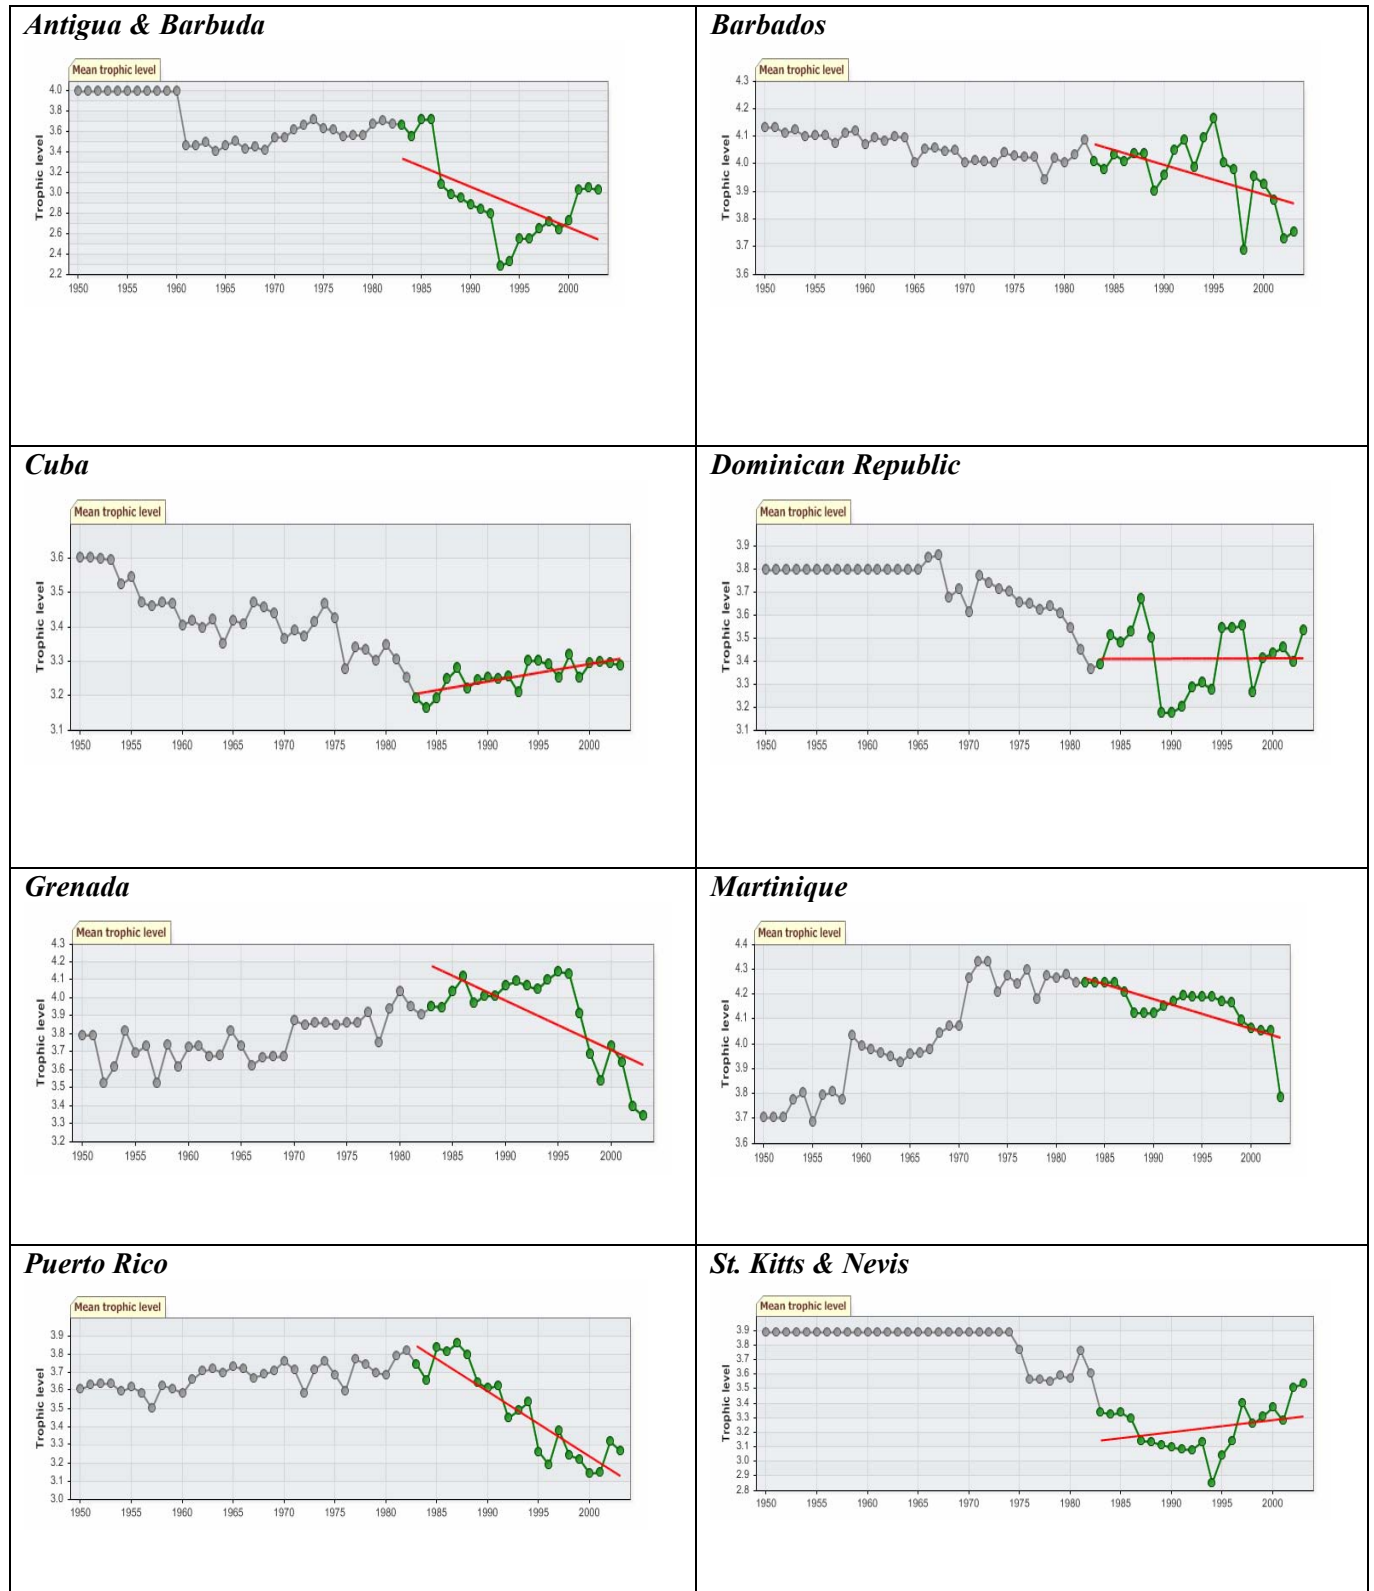 Antigua & Barbuda
Mean trophic level
Trophic level
4.0
3.8
3.6
3.4
3.2
3.0
2.8
2.6
2.4
2.2
1950 1955 1960 1965 1970 1975 1980 1985 1990 1995 2000
Barbados
Mean trophic level
Trophic level
4.3
4.2
4.1
4.0
3.9
3.8
3.7
3.6
1950 1955 1960 1965 1970 1975 1980 1985 1990 1995 2000
Cuba
Mean trophic level
Trophic level
3.6
3.5
3.4
3.3
3.2
3.1
1950 1955 1960 1965 1970 1975 1980 1985 1990 1995 2000
Dominican Republic
Mean trophic level
Trophic level
3.9
3.8
3.7
3.6
3.5
3.4
3.3
3.2
3.1
1950 1955 1960 1965 1970 1975 1980 1985 1990 1995 2000
Grenada
Mean trophic level
Trophic level
4.3
4.2
4.1
4.0
3.9
3.8
3.7
3.6
3.5
3.4
3.3
3.2
1950 1955 1960 1965 1970 1975 1980 1985 1990 1995 2000
Martinique
Mean trophic level
Trophic level
4.4
4.3
4.2
4.1
4.0
3.9
3.8
3.7
3.6
1950 1955 1960 1965 1970 1975 1980 1985 1990 1995 2000
Puerto Rico
Mean trophic level
Trophic level
3.9
3.8
3.7
3.6
3.5
3.4
3.3
3.2
3.1
3.0
1950 1955 1960 1965 1970 1975 1980 1985 1990 1995 2000
St. Kitts & Nevis
Mean trophic level
Trophic level
3.9
3.8
3.7
3.6
3.5
3.4
3.3
3.2
3.1
3.0
2.9
2.8
1950 1955 1960 1965 1970 1975 1980 1985 1990 1995 2000